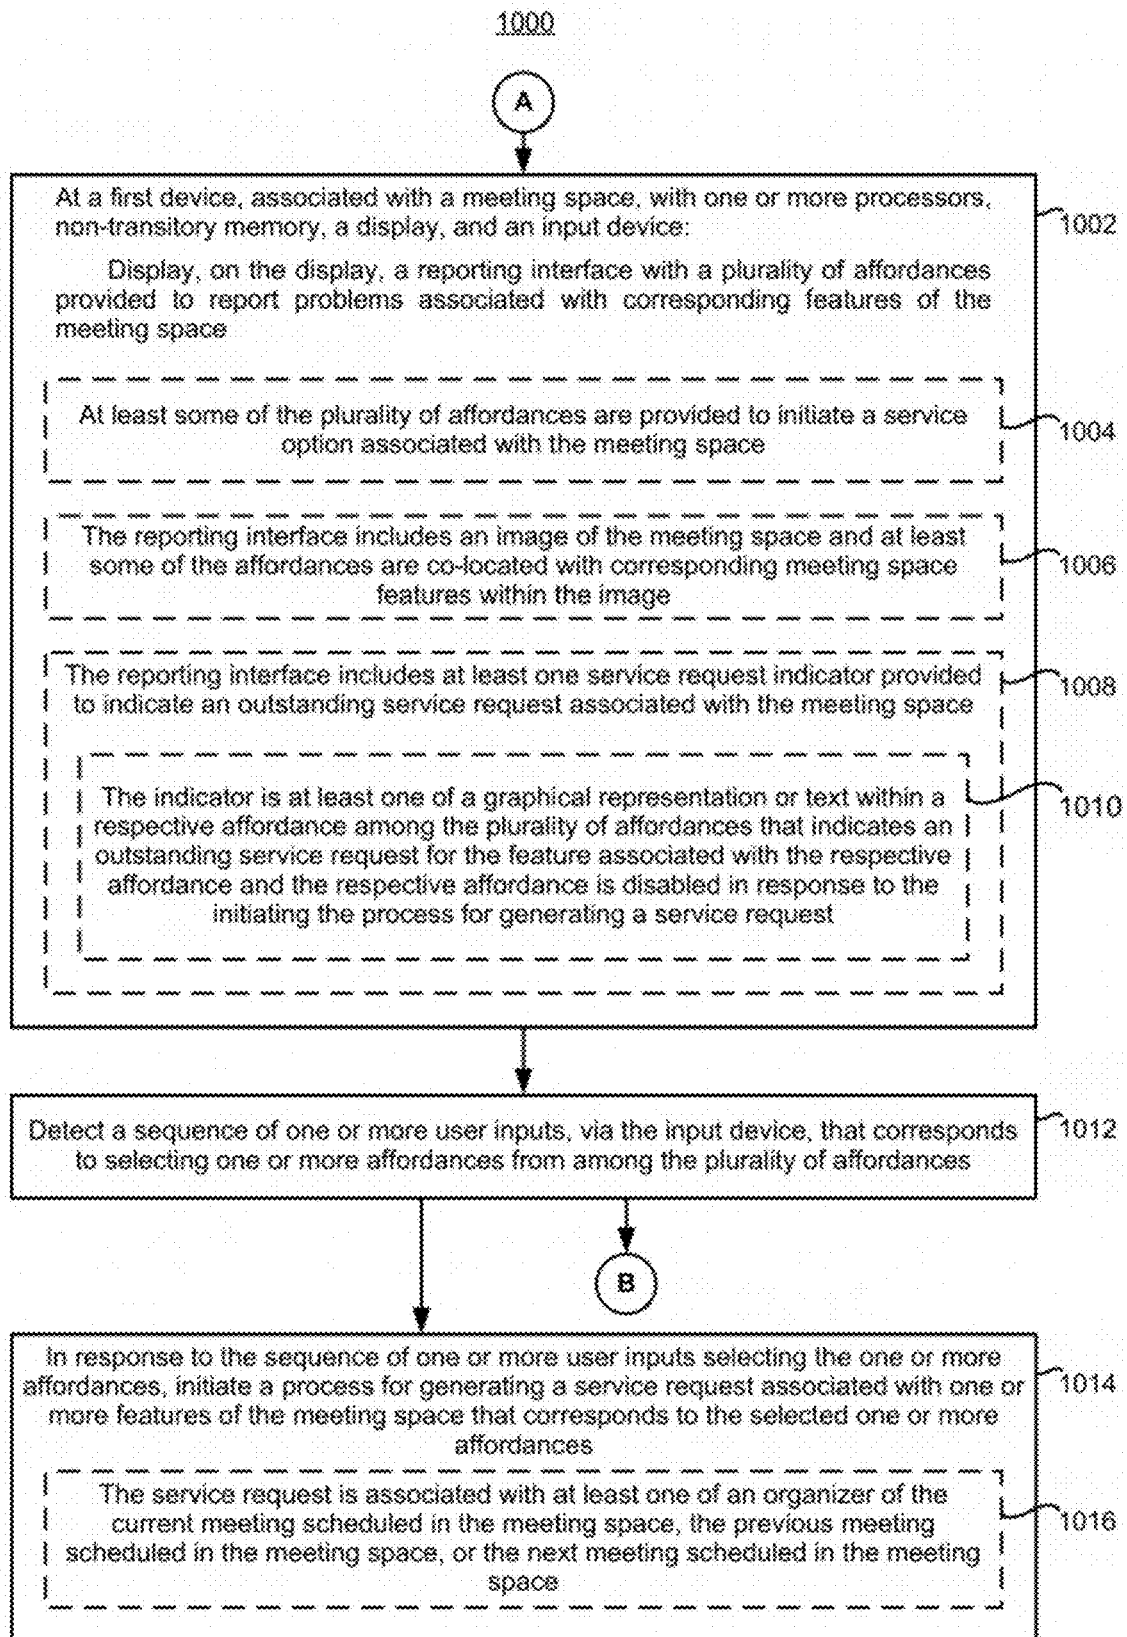 1000
A
At a first device, associated with a meeting space, with one or more processors,
non-transitory memory, a display, and an input device:
1002
Display, on the display, a reporting interface with a plurality of affordances
provided to report problems associated with corresponding features of the
meeting space
At least some of the plurality of affordances are provided to initiate a service
option associated with the meeting space
1004
The reporting interface includes an image of the meeting space and at least
some of the affordances are co-located with corresponding meeting space
features within the image
1006
The reporting interface includes at least one service request indicator provided
to indicate an outstanding service request associated with the meeting space
1008
The indicator is at least one of a graphical representation or text within a
respective affordance among the plurality of affordances that indicates an
outstanding service request for the feature associated with the respective
affordance and the respective affordance is disabled in response to the
initiating the process for generating a service request
1010
Detect a sequence of one or more user inputs, via the input device, that corresponds
to selecting one or more affordances from among the plurality of affordances
1012
B
In response to the sequence of one or more user inputs selecting the one or more
affordances, initiate a process for generating a service request associated with one or
more features of the meeting space that corresponds to the selected one or more
affordances
1014
The service request is associated with at least one of an organizer of the
current meeting scheduled in the meeting space, the previous meeting
scheduled in the meeting space, or the next meeting scheduled in the meeting
space
1016